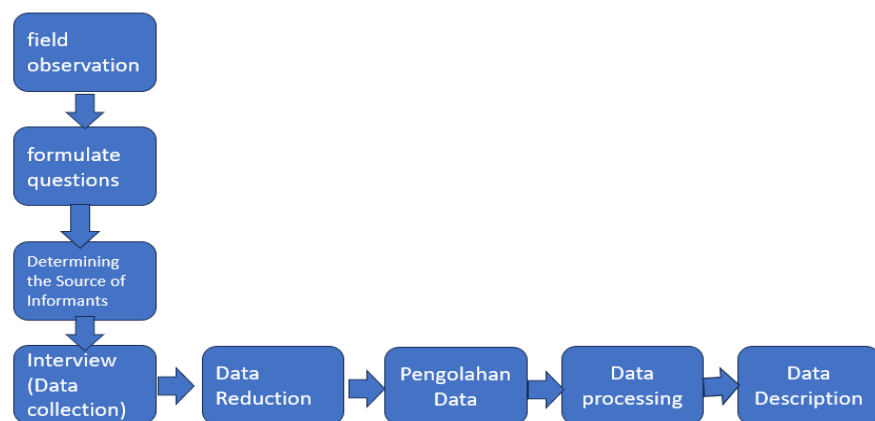 field
observation
formulate
questions
Determining
the Source of
Informants
Interview
(Data
collection)
Data
Reduction
Pengolahan
Data
Data
processing
Data
Description